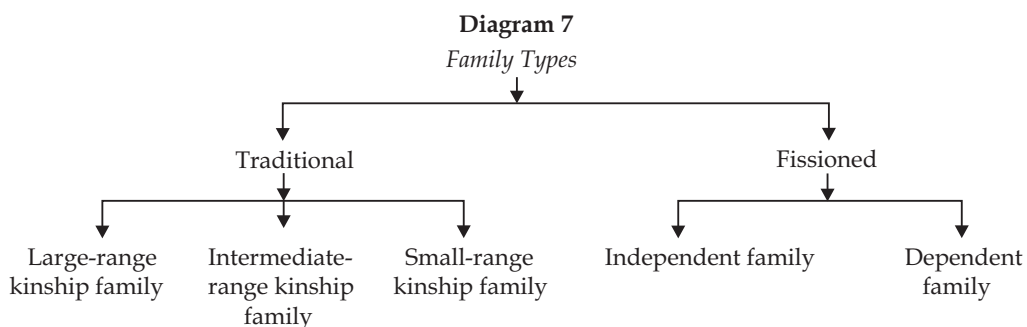 Diagram 7
Family Types
Traditional
Fissioned
Large-range
kinship family
Intermediate-
range kinship
family
Small-range
kinship family
Independent family
Dependent
family